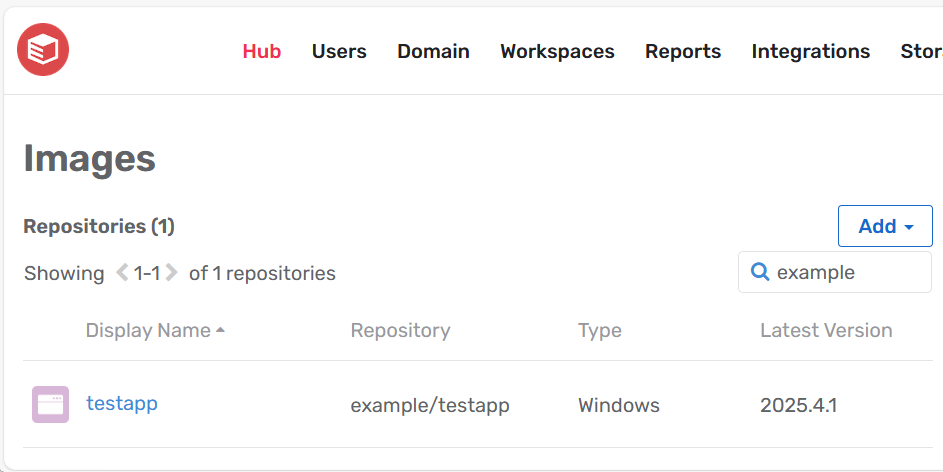 Hub Users Domain Workspaces Reports Integrations Stor
Images
Repositories (1)
Add
Showing 1-1 of 1 repositories
example
Display Name Repository Type Latest Version
testapp example/testapp Windows 2025.4.1